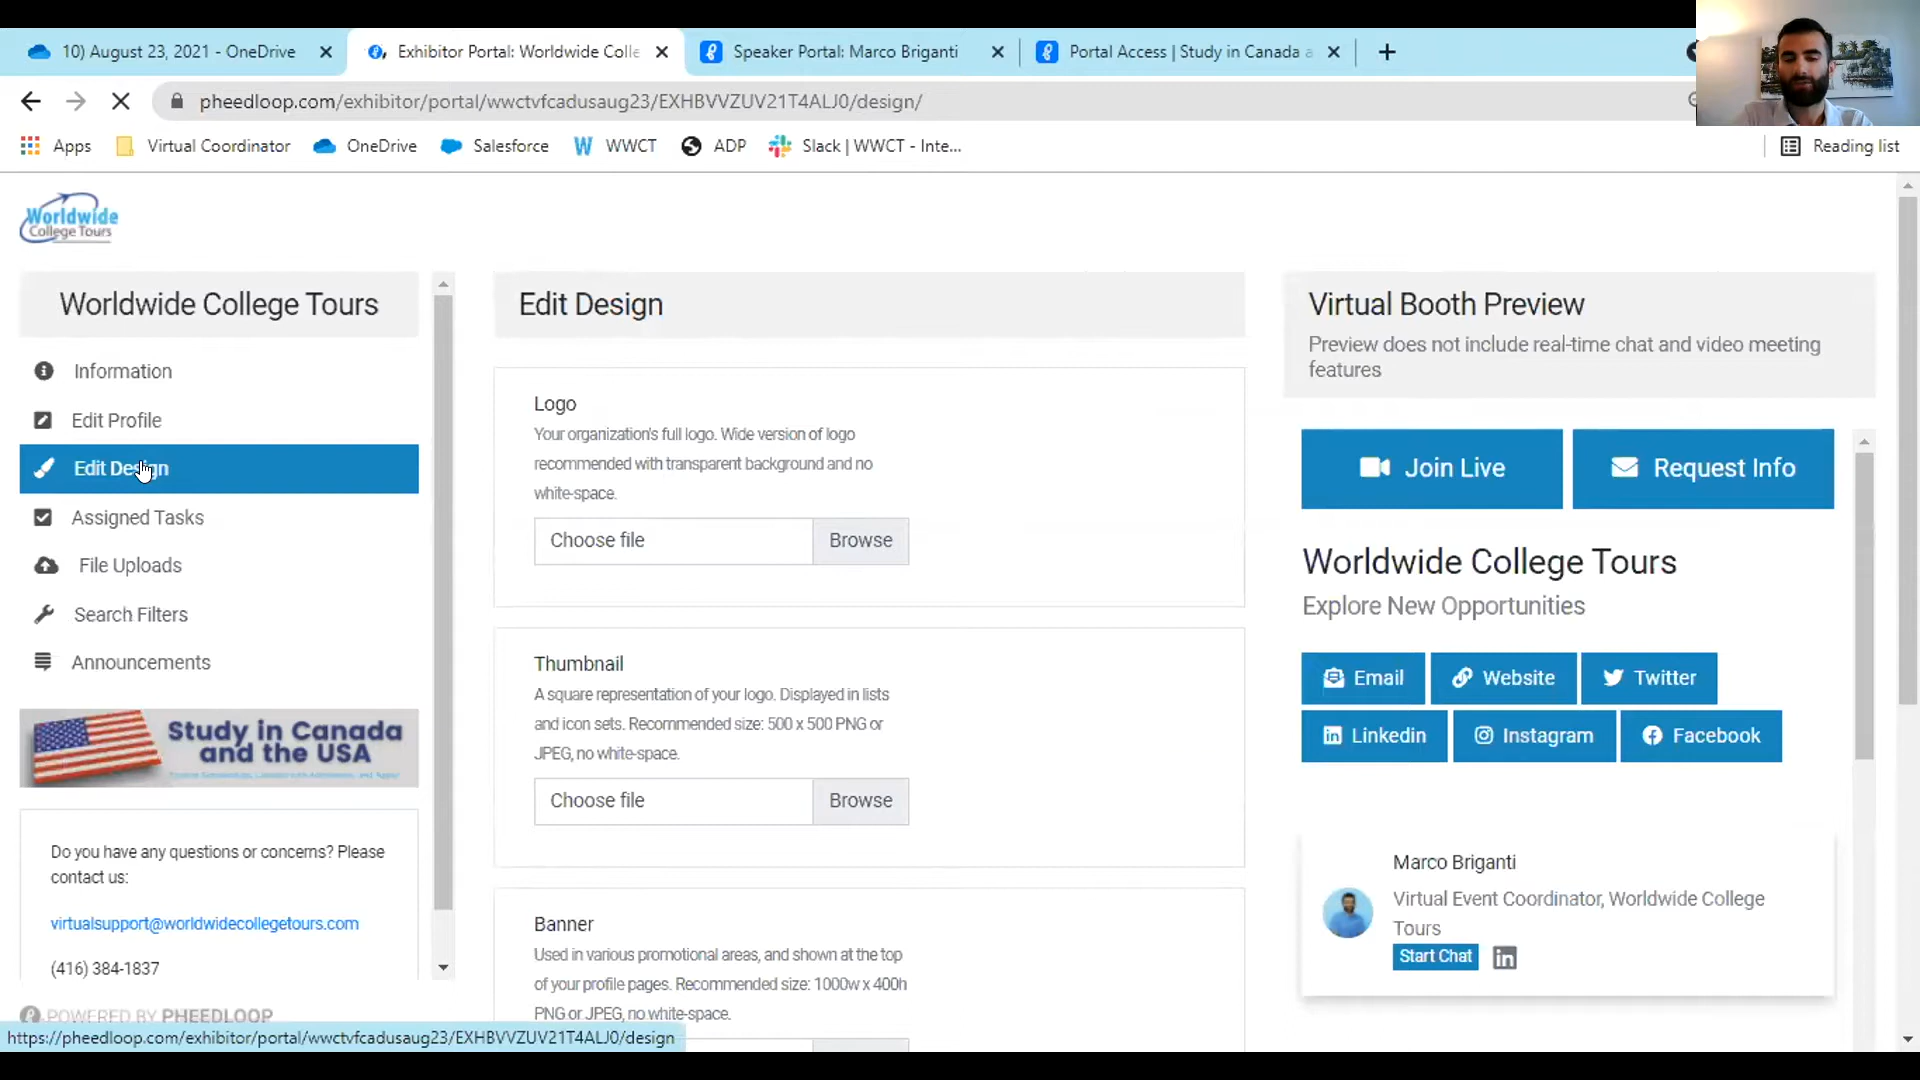 10) August 23, 2021 - OneDrive
Exhibitor Portal: Worldwide Colle
Speaker Portal: Marco Briganti
Portal Access | Study in Canada a
pheedloop.com/exhibitor/portal/wwctvfcadusaug23/EXHBVVZUV21T4ALJ0/design/
Apps
Virtual Coordinator
OneDrive
Salesforce
WWCT
ADP
Slack | WWCT - Inte...
Reading list
Worldwide
College Tours
Worldwide College Tours
Information
Edit Profile
Edit Design
Assigned Tasks
File Uploads
Search Filters
Announcements
Study in Canada
and the USA
Do you have any questions or concerns? Please
contact us:
virtualsupport@worldwidecollegetours.com
(416) 384-1837
POWERED BY PHEEDLOOP
https://pheedloop.com/exhibitor/portal/wwctvfcadusaug23/EXHBVVZUV21T4ALJ0/design
Edit Design
Logo
Your organization's full logo. Wide version of logo
recommended with transparent background and no
white-space.
Choose file
Browse
Thumbnail
A square representation of your logo. Displayed in lists
and icon sets. Recommended size: 500 x 500 PNG or
JPEG, no white-space.
Choose file
Browse
Banner
Used in various promotional areas, and shown at the top
of your profile pages. Recommended size: 1000w x 400h
PNG or JPEG, no white-space.
Virtual Booth Preview
Preview does not include real-time chat and video meeting
features
Join Live
Request Info
Worldwide College Tours
Explore New Opportunities
Email
Website
Twitter
Linkedin
Instagram
Facebook
Marco Briganti
Virtual Event Coordinator, Worldwide College
Tours
Start Chat